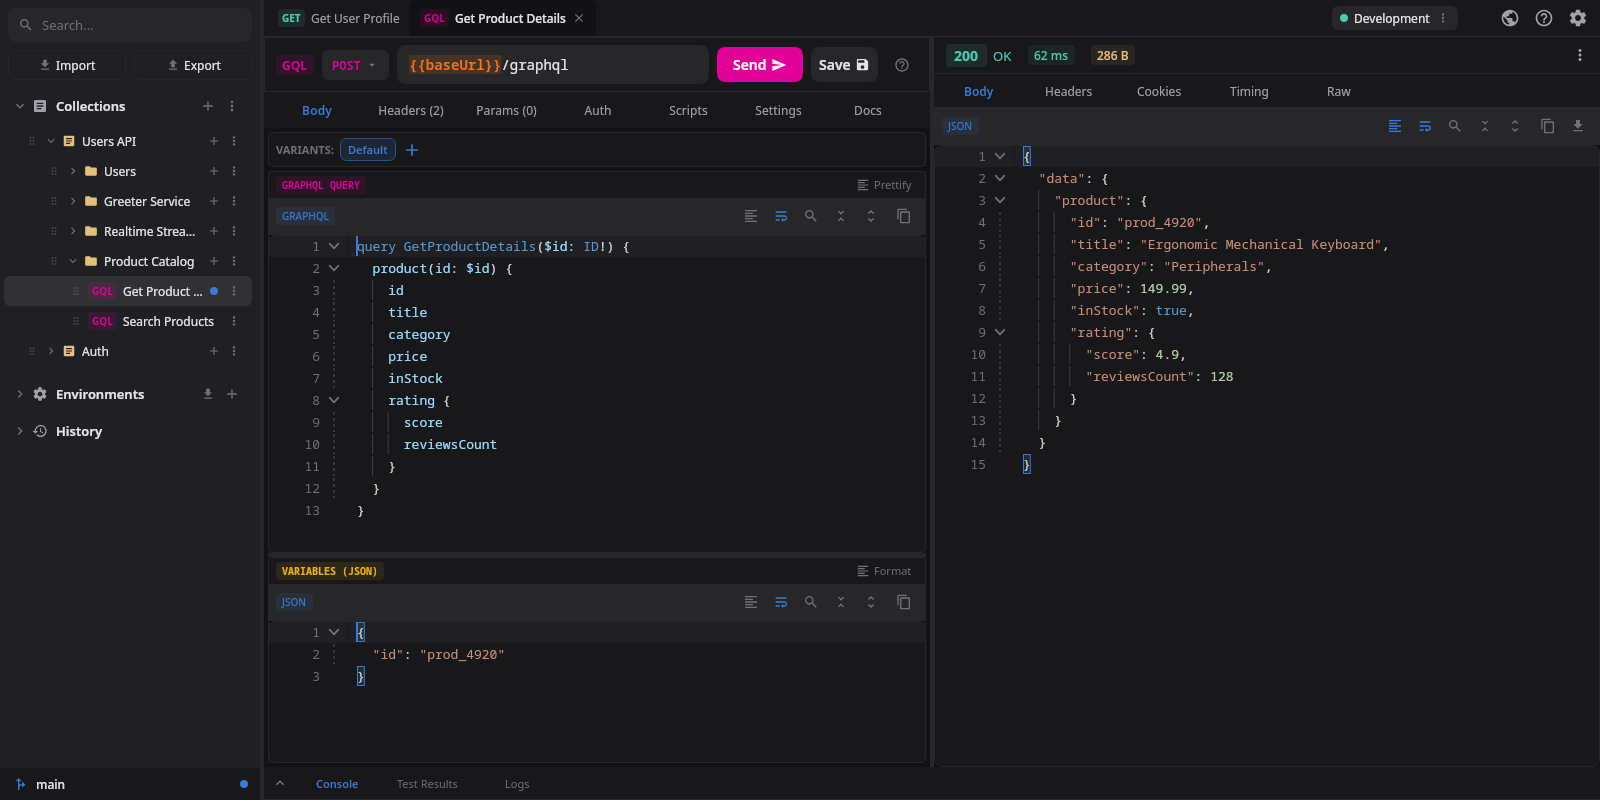 Search...
Import
Export
Collections
Users API
Users
Greeter Service
Realtime Strea...
Product Catalog
GQL Get Product ...
GQL Search Products
Auth
Environments
History
main
GET Get User Profile
GQL Get Product Details
Development
GQL POST {{baseUrl}}/graphql Send Save
Body Headers (2) Params (0) Auth Scripts Settings Docs
VARIANTS: Default
GRAPHQL QUERY Prettify
GRAPHQL
1 query GetProductDetails($id: ID!) {
2 product(id: $id) {
3 id
4 title
5 category
6 price
7 inStock
8 rating {
9 score
10 reviewsCount
11 }
12 }
13 }
VARIABLES (JSON) Format
JSON
1 {
2 "id": "prod_4920"
3 }
Console Test Results Logs
200 OK 62 ms 286 B
Body Headers Cookies Timing Raw
JSON
1 {
2 "data": {
3 "product": {
4 "id": "prod_4920",
5 "title": "Ergonomic Mechanical Keyboard",
6 "category": "Peripherals",
7 "price": 149.99,
8 "inStock": true,
9 "rating": {
10 "score": 4.9,
11 "reviewsCount": 128
12 }
13 }
14 }
15 }